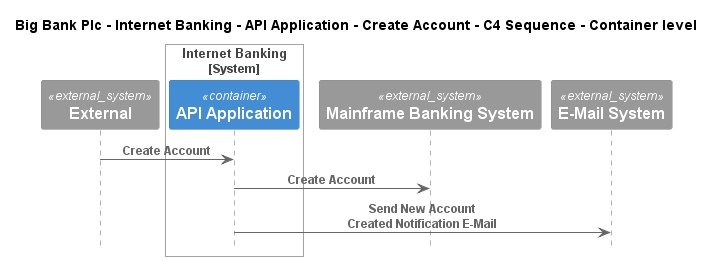 Big Bank Plc - Internet Banking - API Application - Create Account - C4 Sequence - Container level
Internet Banking
[System]
«external_system»
External
«container»
API Application
«external_system»
Mainframe Banking System
«external_system»
E-Mail System
Create Account
Create Account
Send New Account
Created Notification E-Mail